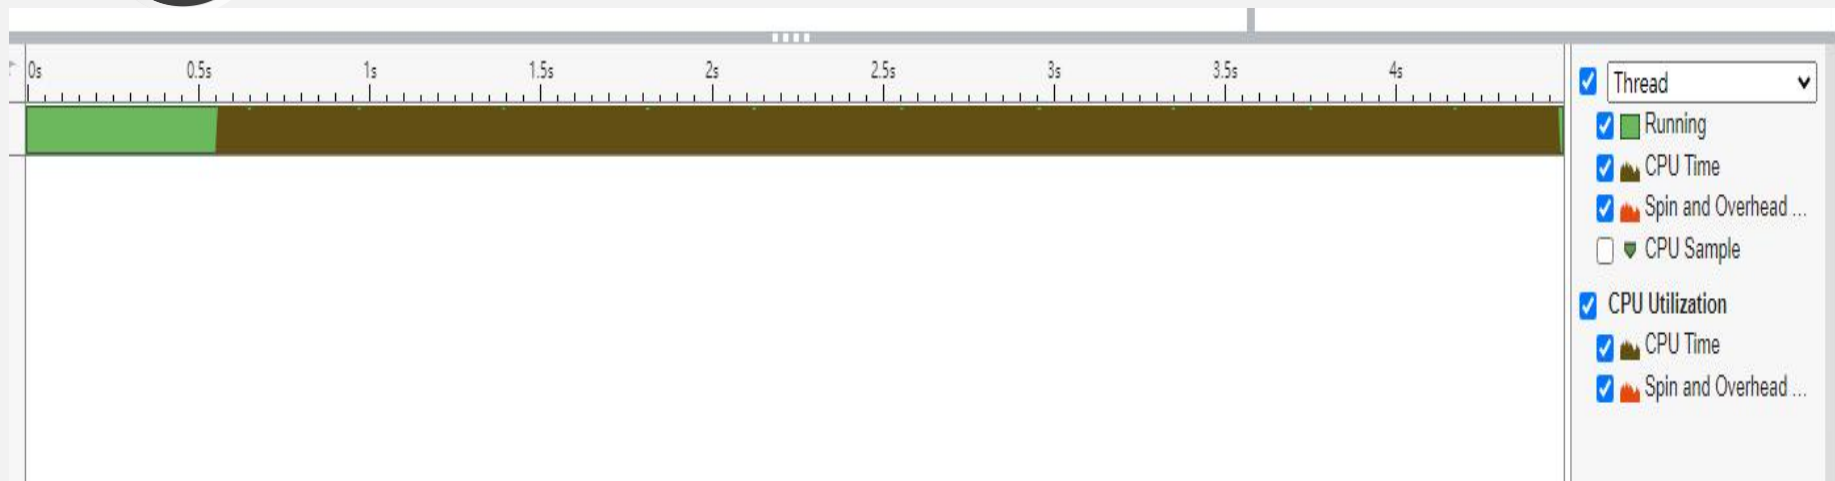 0s 0.5s 1s 1.5s 2s 2.5s 3s 3.5s 4s
Thread
Running
CPU Time
Spin and Overhead ...
CPU Sample
CPU Utilization
CPU Time
Spin and Overhead ...